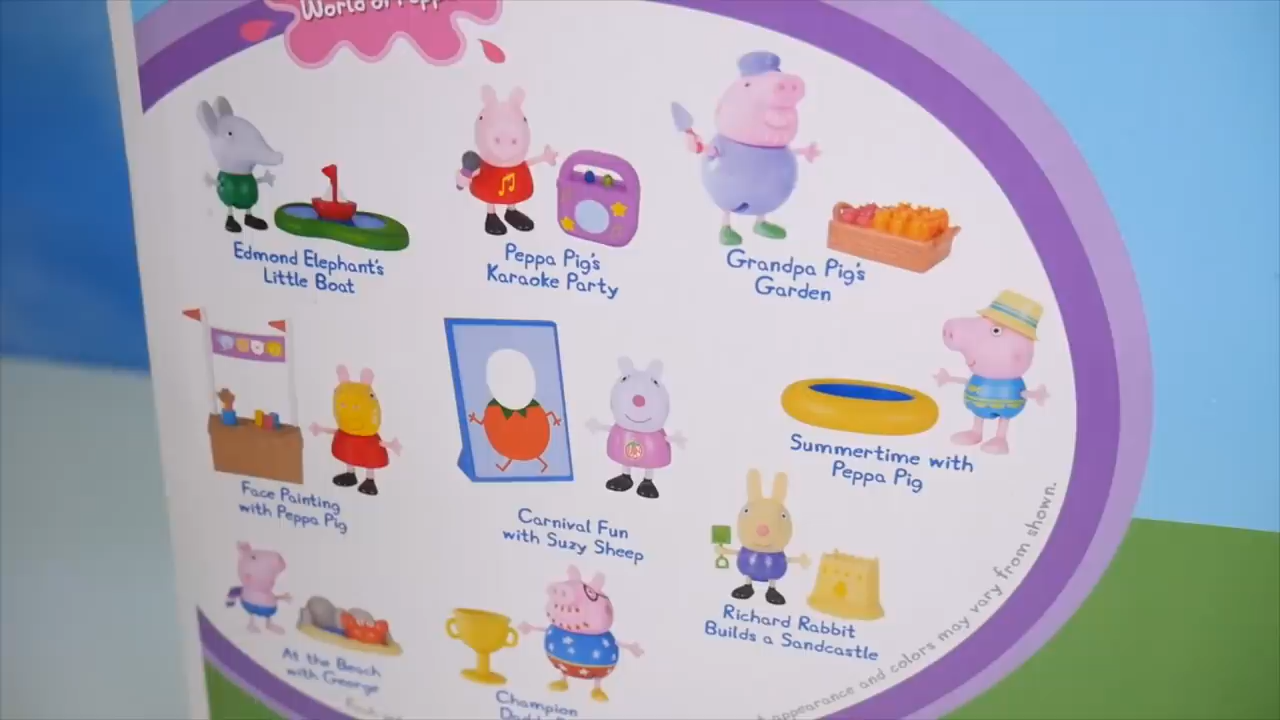 World of
Edmond Elephant's
Little Boat
Peppa Pig's
Karaoke Party
Grandpa Pig's
Garden
Face Painting
with Peppa Pig
Carnival Fun
with Suzy Sheep
Summertime with
Peppa Pig
At the Beach
with George
Champion
Richard Rabbit
Builds a Sandcastle
appearance and colors may vary from shown.